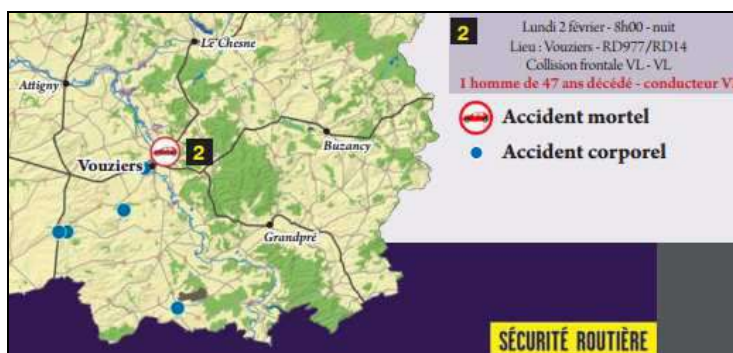 Le Chesne
Attigny
Vouziers
2
Buzancy
Grandpré
2
Lundi 2 février - 8h00 - nuit
Lieu : Vouziers - RD977/RD14
Collision frontale VL - VL
1 homme de 47 ans décédé - conducteur V
Accident mortel
Accident corporel
SÉCURITÉ ROUTIÈRE